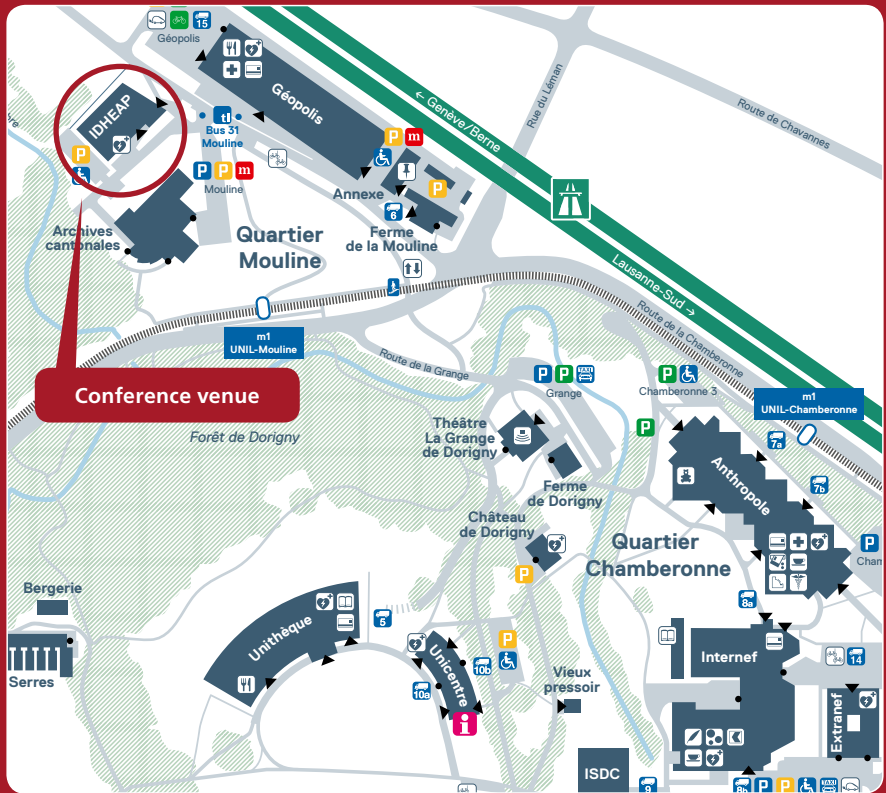 15
Géopolis
IDHEAP
Géopolis
← Genève/Berne
Rue du Léman
Route de Chavannes
tl
Bus 31
Mouline
P
P
P
m
Mouline
P
m
P
Annexe
6
Ferme
de la Mouline
Archives
cantonales
Quartier
Mouline
Lausanne-Sud →
Route de la Chamberonne
m1
UNIL-Mouline
Route de la Grange
Conference venue
P
P
TAXI
Grange
P
Chamberonne 3
m1
UNIL-Chamberonne
Forêt de Dorigny
Théâtre
La Grange
de Dorigny
P
7a
Anthropole
7b
Ferme
de Dorigny
Château
de Dorigny
P
Quartier
Chamberonne
P
Cham
Bergerie
Serres
Unithèque
5
8a
Unicentre
P
10b
10a
i
Internef
14
Vieux
pressoir
Extranef
ISDC
9
8b
P
P
TAXI